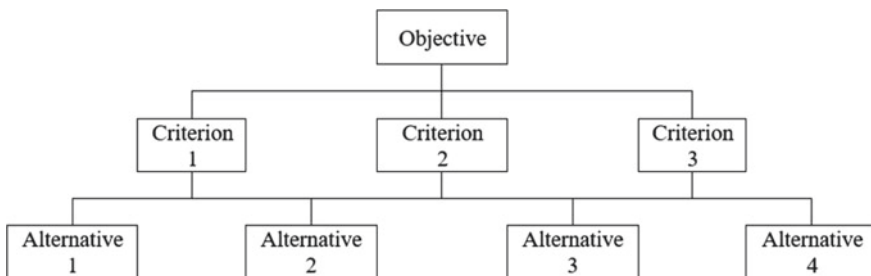 Objective
Criterion
1
Criterion
2
Criterion
3
Alternative
1
Alternative
2
Alternative
3
Alternative
4